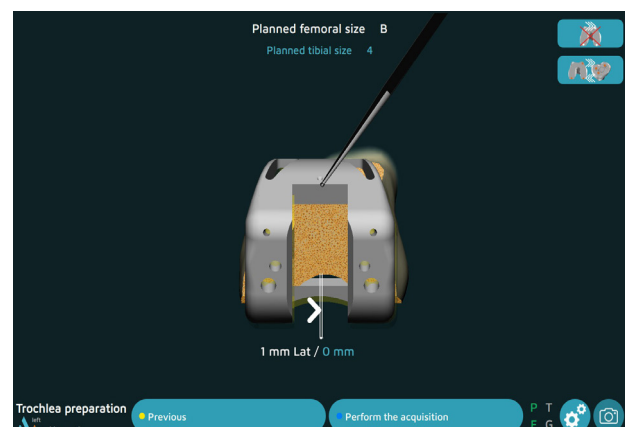 Planned femoral size B
Planned tibial size 4
1 mm Lat / 0 mm
Trochlea preparation
left
Previous
Perform the acquisition
P T
F G